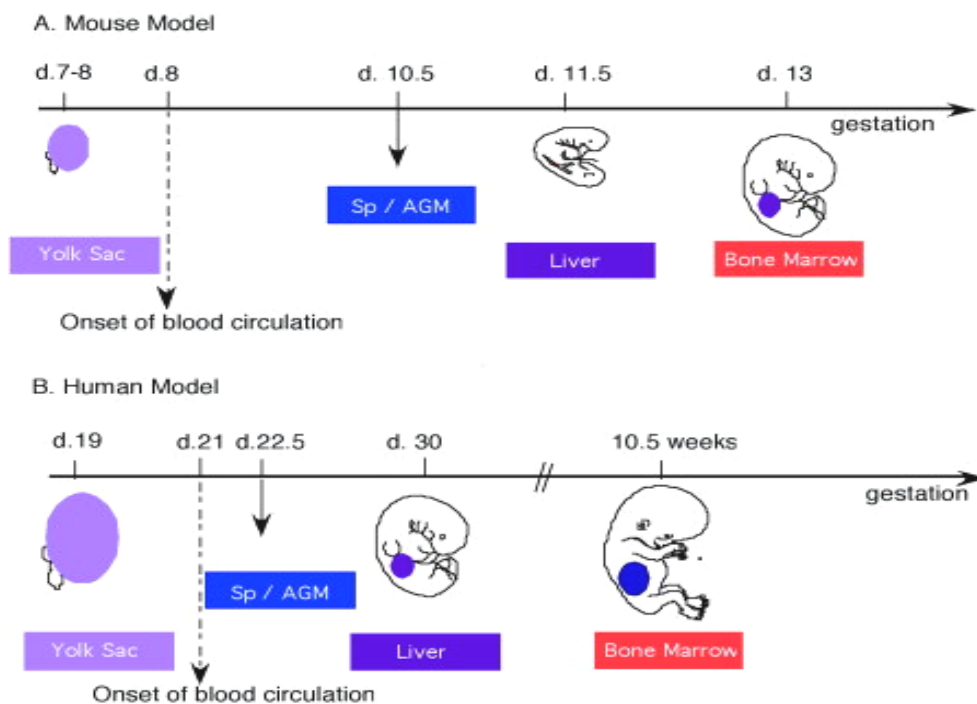 A. Mouse Model
d.7-8 d.8 d. 10.5 d. 11.5 d. 13
gestation
Sp / AGM
Yolk Sac Liver Bone Marrow
Onset of blood circulation
B. Human Model
d.19 d.21 d.22.5 d. 30 10.5 weeks
gestation
Sp / AGM
Yolk Sac Liver Bone Marrow
Onset of blood circulation